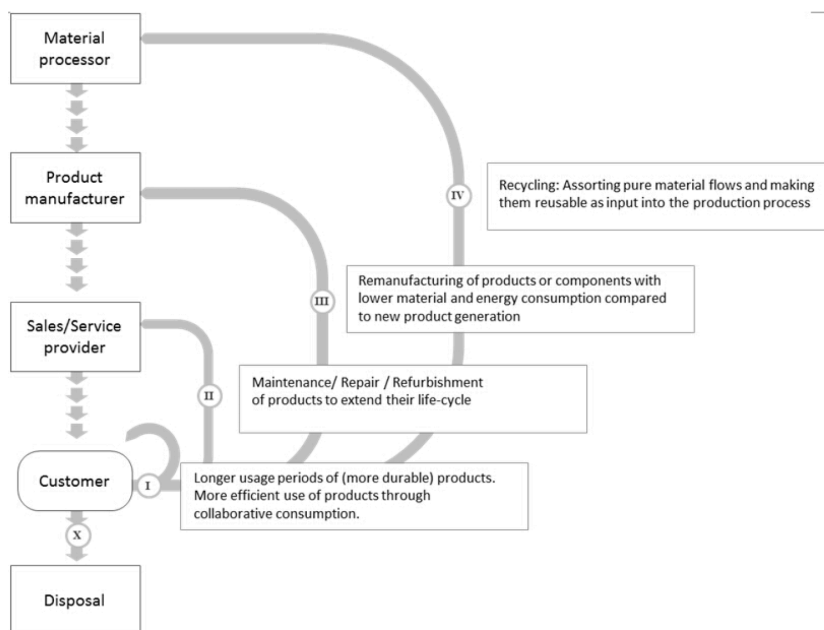 Material
processor
Product
manufacturer
IV
Recycling: Assorting pure material flows and making
them reusable as input into the production process
III
Remanufacturing of products or components with
lower material and energy consumption compared
to new product generation
Sales/Service
provider
II
Maintenance/ Repair / Refurbishment
of products to extend their life-cycle
Customer
I
Longer usage periods of (more durable) products.
More efficient use of products through
collaborative consumption.
X
Disposal